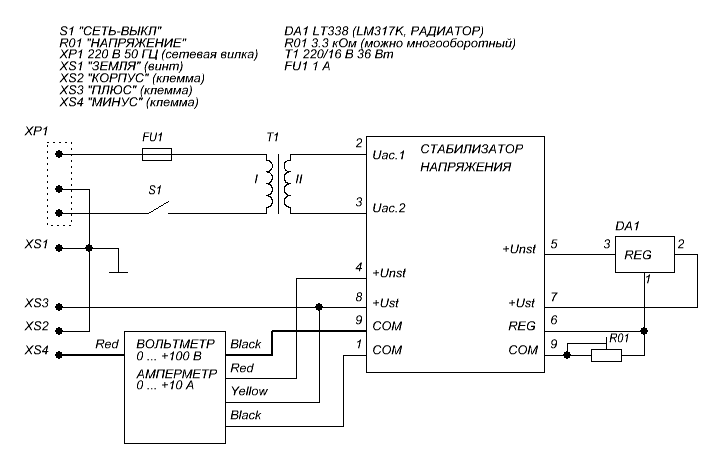 S1 "СЕТЬ-ВЫКЛ"
R01 "НАПРЯЖЕНИЕ"
XP1 220 В 50 ГЦ (сетевая вилка)
XS1 "ЗЕМЛЯ" (винт)
XS2 "КОРПУС" (клемма)
XS3 "ПЛЮС" (клемма)
XS4 "МИНУС" (клемма)
DA1 LT338 (LM317K, РАДИАТОР)
R01 3.3 кОм (можно многооборотный)
T1 220/16 В 36 Вт
FU1 1 А
XP1
FU1
T1
S1
I
II
2
Uac.1
3
Uac.2
СТАБИЛИЗАТОР
НАПРЯЖЕНИЯ
XS1
4
+Unst
+Unst
5
3
DA1
REG
2
1
XS3
8
+Ust
+Ust
7
XS2
9
COM
REG
6
XS4
Red
ВОЛЬТМЕТР
0 ... +100 В
АМПЕРМЕТР
0 ... +10 А
Black
Red
Yellow
Black
1
COM
COM
9
R01